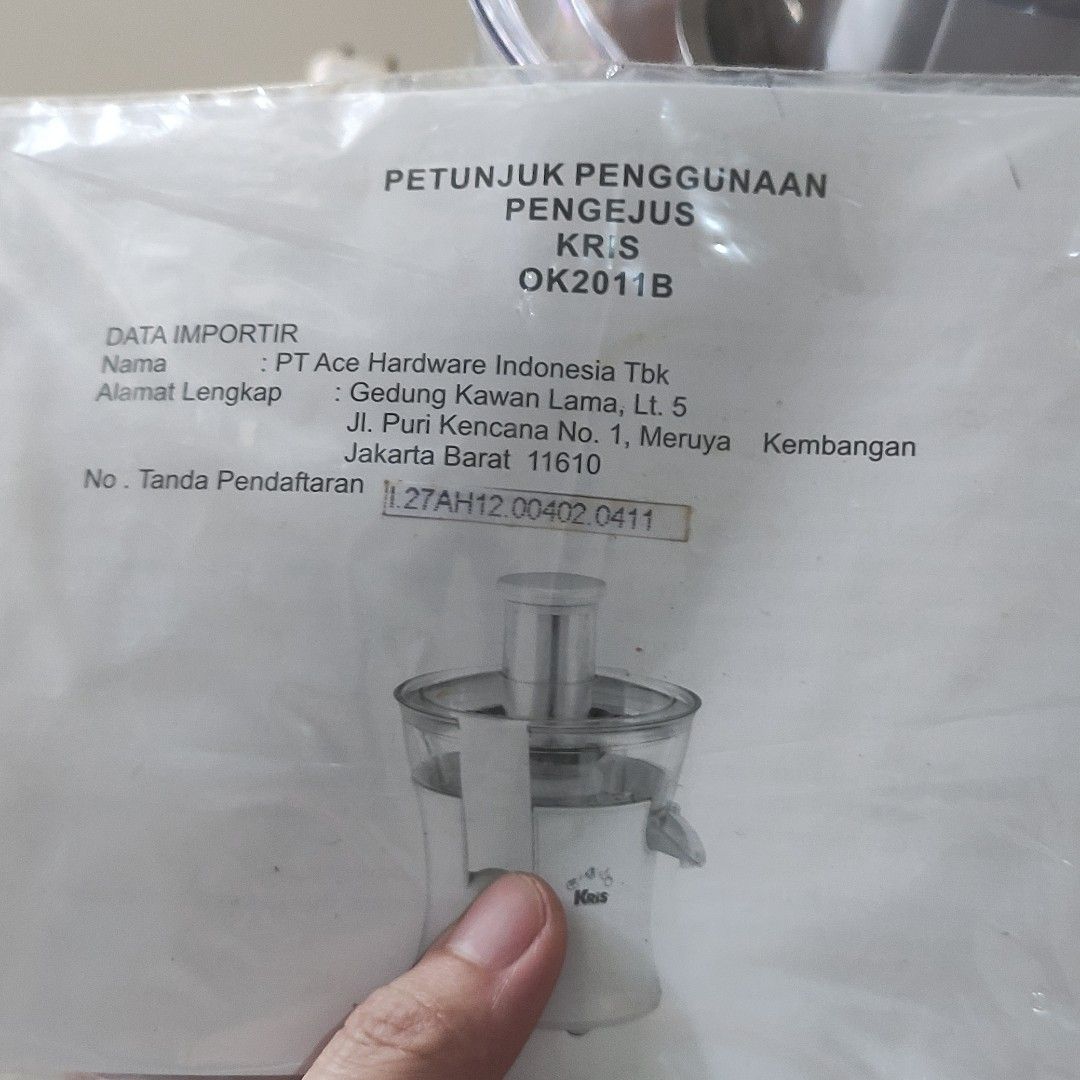 PETUNJUK PENGGUNAAN
PENGEJUS
KRIS
OK2011B
DATA IMPORTIR
Nama : PT Ace Hardware Indonesia Tbk
Alamat Lengkap : Gedung Kawan Lama, Lt. 5
Jl. Puri Kencana No. 1, Meruya Kembangan
Jakarta Barat 11610
No . Tanda Pendaftaran I.27AH12.00402.0411
KRIS